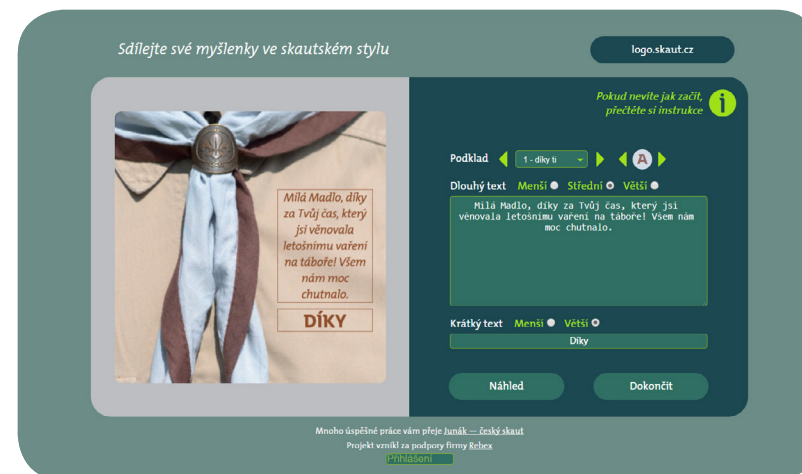 Sdílejte své myšlenky ve skautském stylu
logo.skaut.cz
Pokud nevíte jak začít,
přečtěte si instrukce
i
Podklad 1 - díky ti A
Dlouhý text Menší Střední Větší
Milá Madlo, díky za Tvůj čas, který jsi
věnovala letošnímu vaření na táboře! Všem nám
moc chutnalo.
Milá Madlo, díky
za Tvůj čas, který
jsi věnovala
letošnímu vaření
na táboře! Všem
nám moc
chutnalo.
DÍKY
Krátký text Menší Větší
Díky
Náhled
Dokončit
Mnoho úspěšné práce vám přeje Junák — český skaut
Projekt vznikl za podpory firmy Rebex
Přihlášení